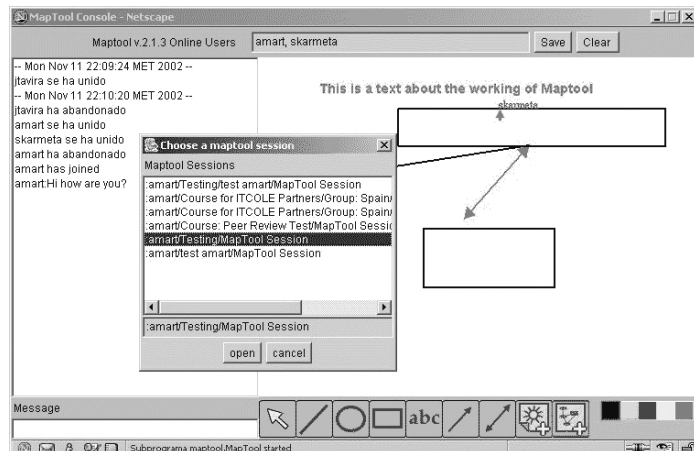 MapTool Console - Netscape
Maptool v.2.1.3 Online Users
amart, skarmeta
Save
Clear
-- Mon Nov 11 22:09:24 MET 2002 --
jtavira se ha unido
-- Mon Nov 11 22:10:20 MET 2002 --
jtavira ha abandonado
amart se ha unido
skarmeta se ha unido
amart ha abandonado
amart has joined
amart:Hi how are you?
This is a text about the working of Maptool
skarmeta
Choose a maptool session
Maptool Sessions
:amart/Testing/test amart/MapTool Session
:amart/Course for ITCOLE Partners/Group: Spain/
:amart/Course for ITCOLE Partners/Group: Spain/
:amart/Course: Peer Review Test/MapTool Sessio
:amart/Testing/MapTool Session
:amart/test amart/MapTool Session
:amart/Testing/MapTool Session
open
cancel
Message
abc
Subprograma maptool.MapTool started